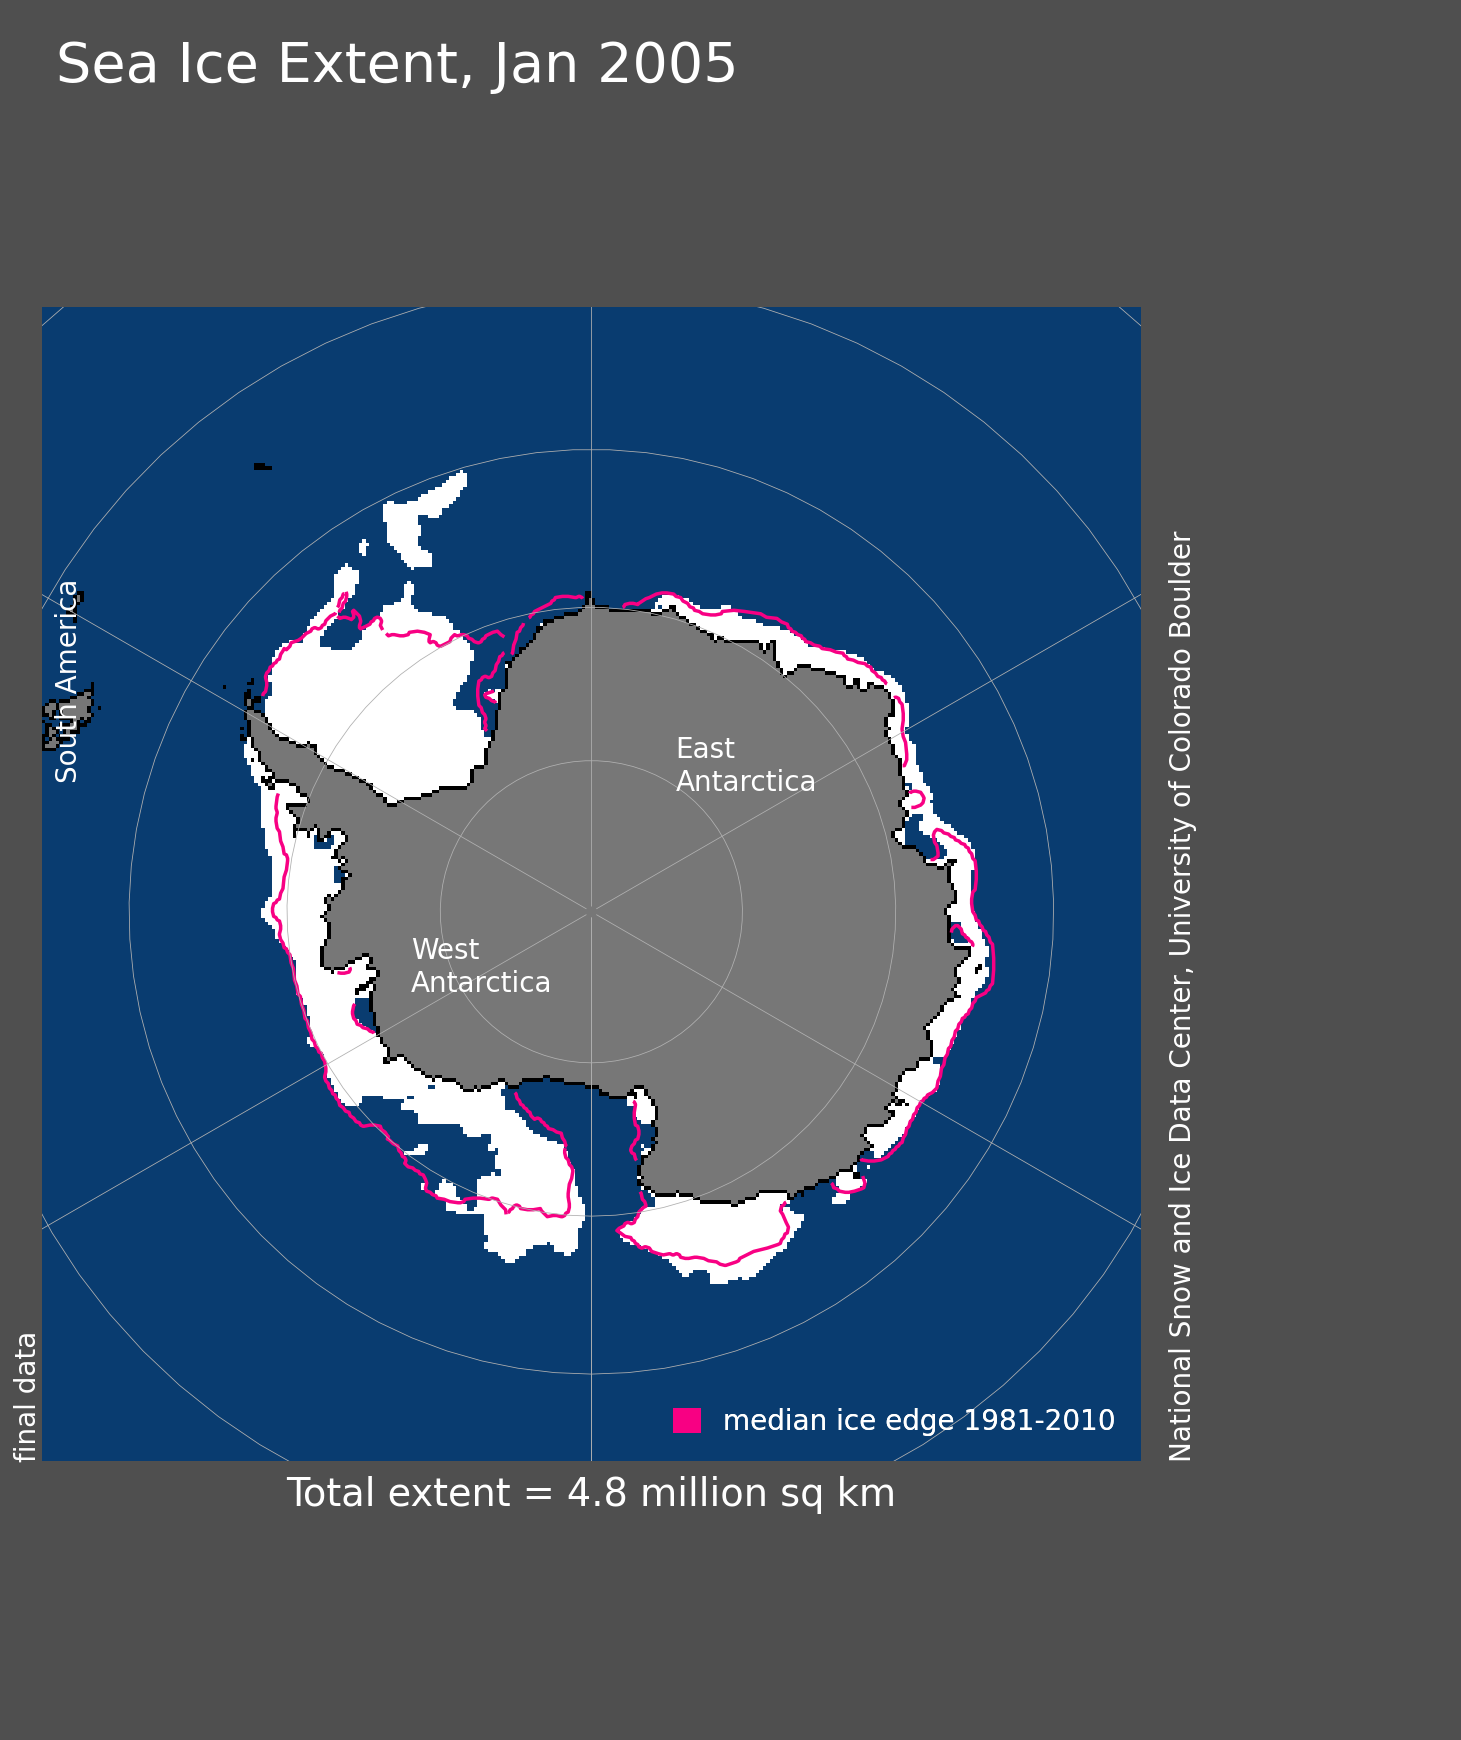 Sea Ice Extent, Jan 2005
South America
East
Antarctica
West
Antarctica
National Snow and Ice Data Center, University of Colorado Boulder
final data
median ice edge 1981-2010
Total extent = 4.8 million sq km